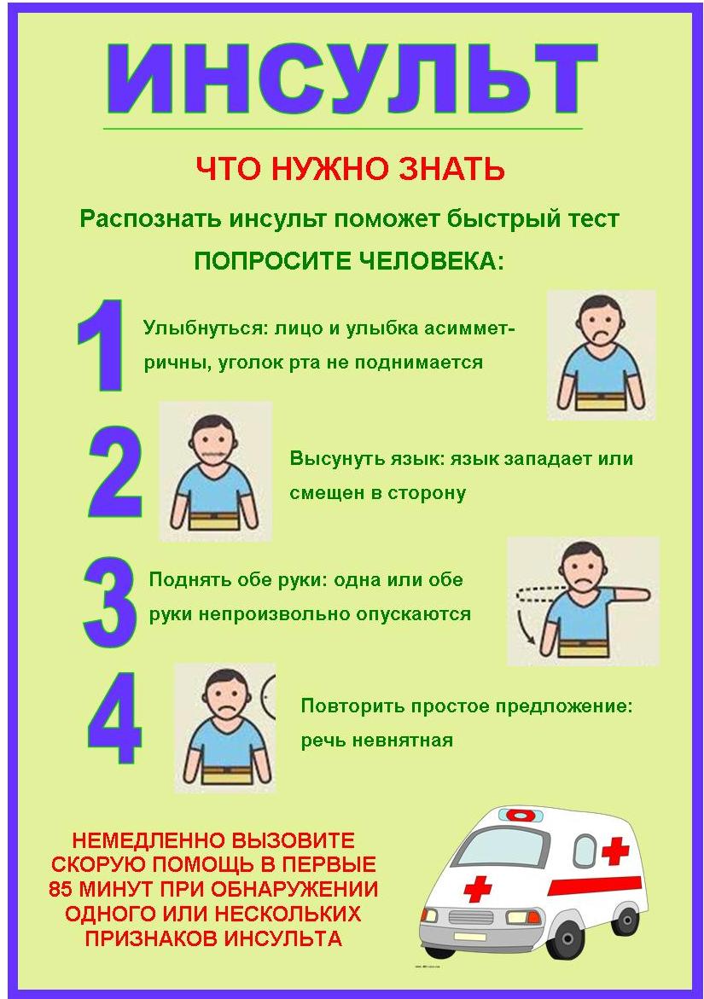 ИНСУЛЬТ
ЧТО НУЖНО ЗНАТЬ
Распознать инсульт поможет быстрый тест
ПОПРОСИТЕ ЧЕЛОВЕКА:
1
Улыбнуться: лицо и улыбка асиммет-
ричны, уголок рта не поднимается
2
Высунуть язык: язык западает или
смещен в сторону
3
Поднять обе руки: одна или обе
руки непроизвольно опускаются
4
Повторить простое предложение:
речь невнятная
НЕМЕДЛЕННО ВЫЗОВИТЕ
СКОРУЮ ПОМОЩЬ В ПЕРВЫЕ
85 МИНУТ ПРИ ОБНАРУЖЕНИИ
ОДНОГО ИЛИ НЕСКОЛЬКИХ
ПРИЗНАКОВ ИНСУЛЬТА